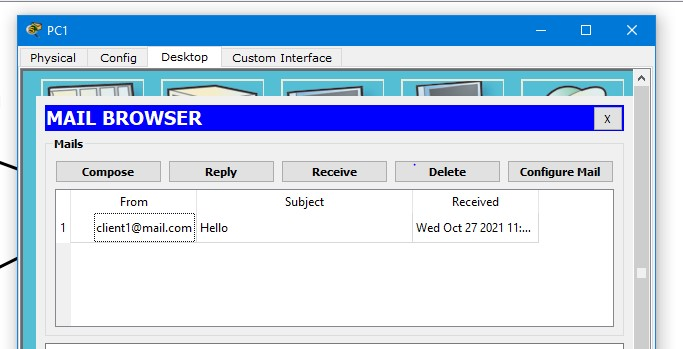 PC1
Physical Config Desktop Custom Interface
MAIL BROWSER X
Mails
Compose Reply Receive Delete Configure Mail
From Subject Received
1 client1@mail.com Hello Wed Oct 27 2021 11:...